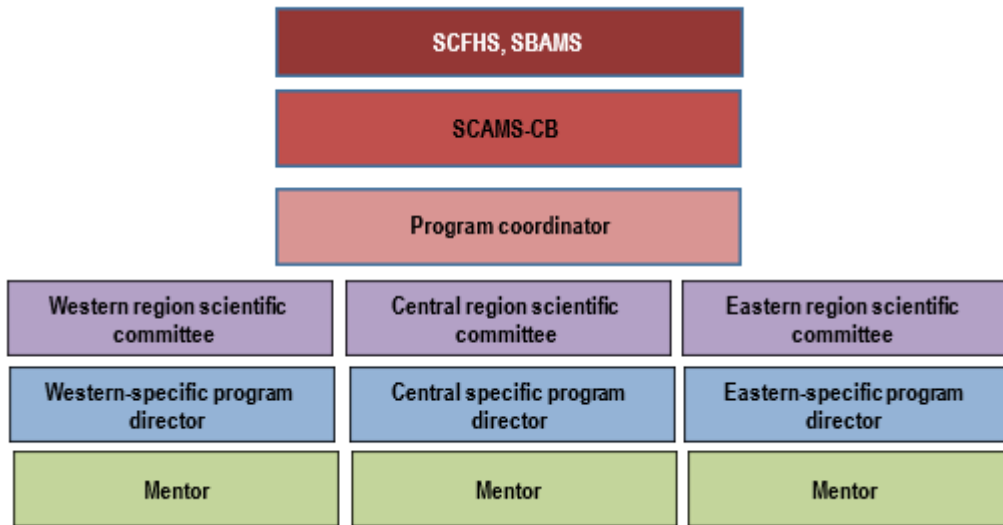 SCFHS, SBAMS
SCAMS-CB
Program coordinator
Western region scientific
committee
Central region scientific
committee
Eastern region scientific
committee
Western-specific program
director
Central specific program
director
Eastern-specific program
director
Mentor
Mentor
Mentor